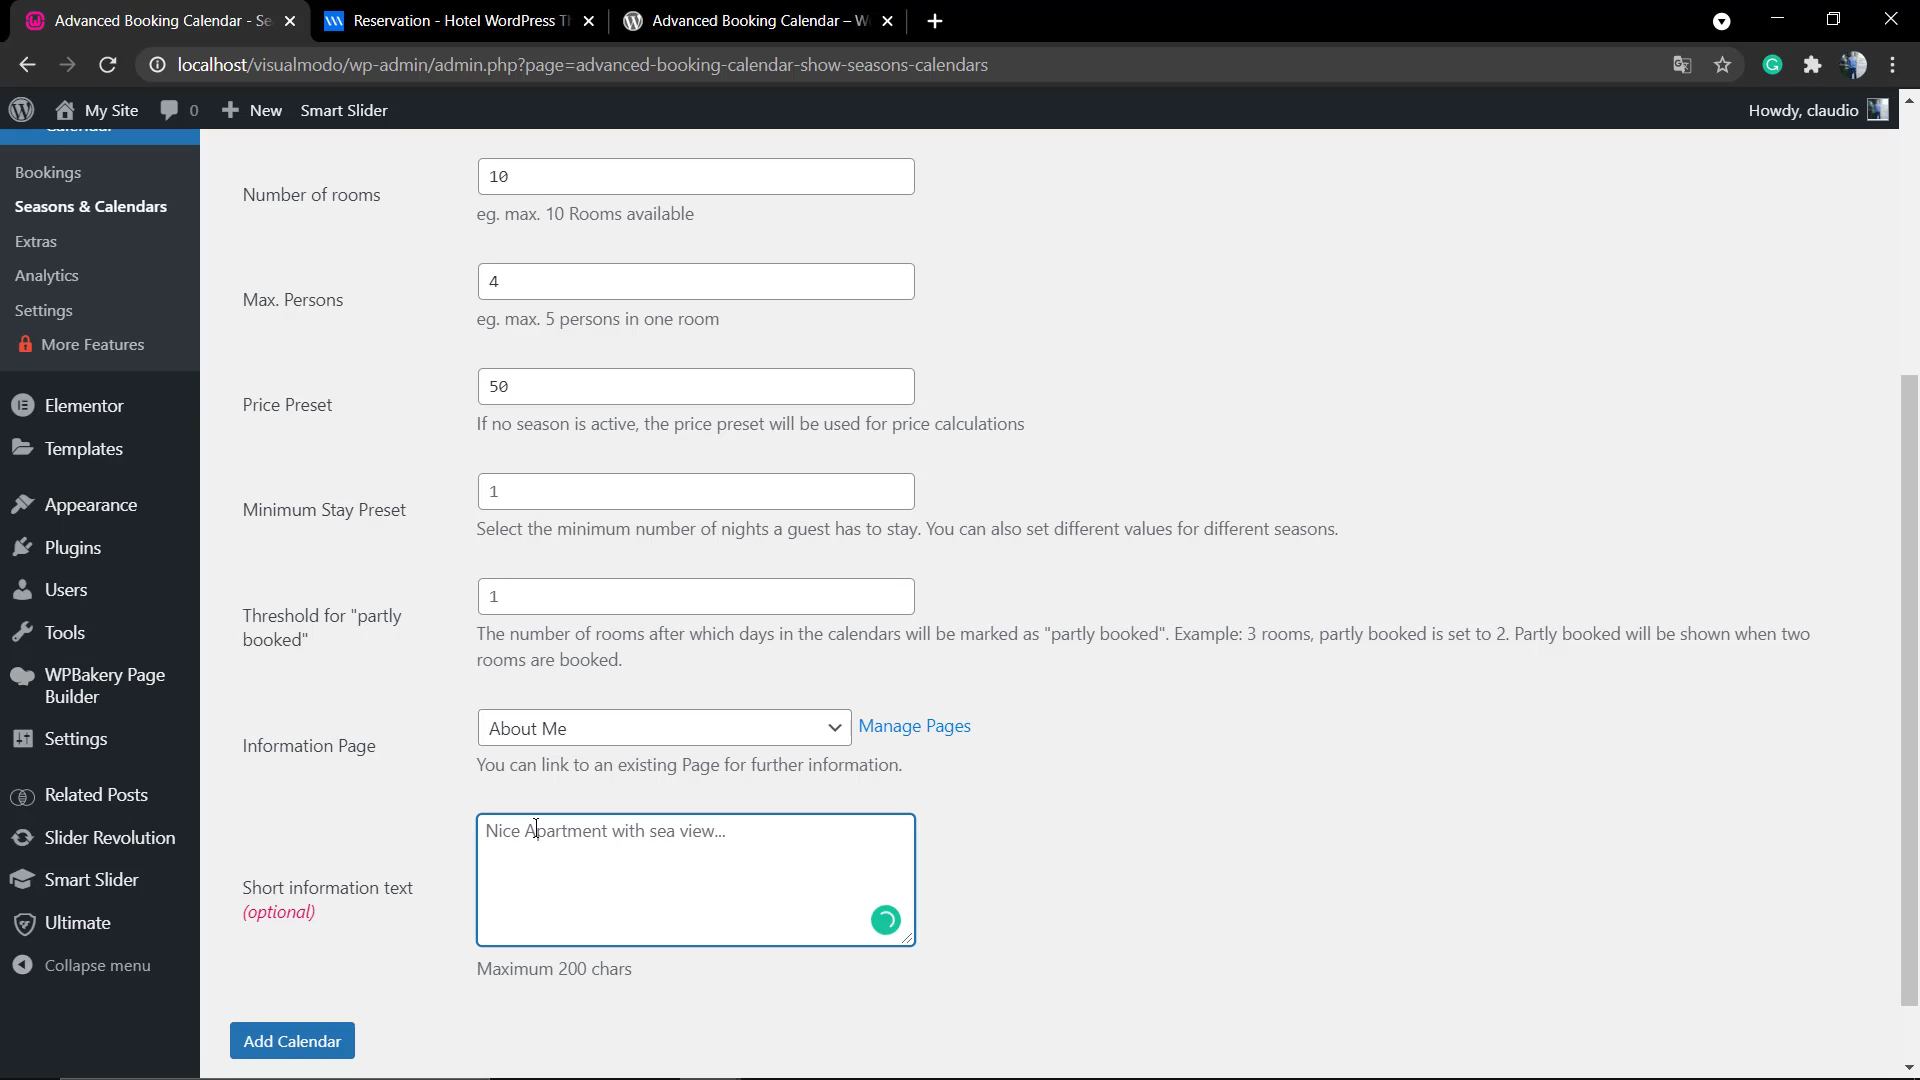 Advanced Booking Calendar - Se
Reservation - Hotel WordPress Th
Advanced Booking Calendar – W
localhost/visualmodo/wp-admin/admin.php?page=advanced-booking-calendar-show-seasons-calendars
My Site
0
New
Smart Slider
Howdy, claudio
Calendar
Bookings
Seasons & Calendars
Extras
Analytics
Settings
More Features
Elementor
Templates
Appearance
Plugins
Users
Tools
WPBakery Page
Builder
Settings
Related Posts
Slider Revolution
Smart Slider
Ultimate
Collapse menu
Number of rooms
10
eg. max. 10 Rooms available
Max. Persons
4
eg. max. 5 persons in one room
Price Preset
50
If no season is active, the price preset will be used for price calculations
Minimum Stay Preset
1
Select the minimum number of nights a guest has to stay. You can also set different values for different seasons.
Threshold for "partly
booked"
1
The number of rooms after which days in the calendars will be marked as "partly booked". Example: 3 rooms, partly booked is set to 2. Partly booked will be shown when two
rooms are booked.
Information Page
About Me
Manage Pages
You can link to an existing Page for further information.
Short information text
(optional)
Nice Apartment with sea view...
Maximum 200 chars
Add Calendar